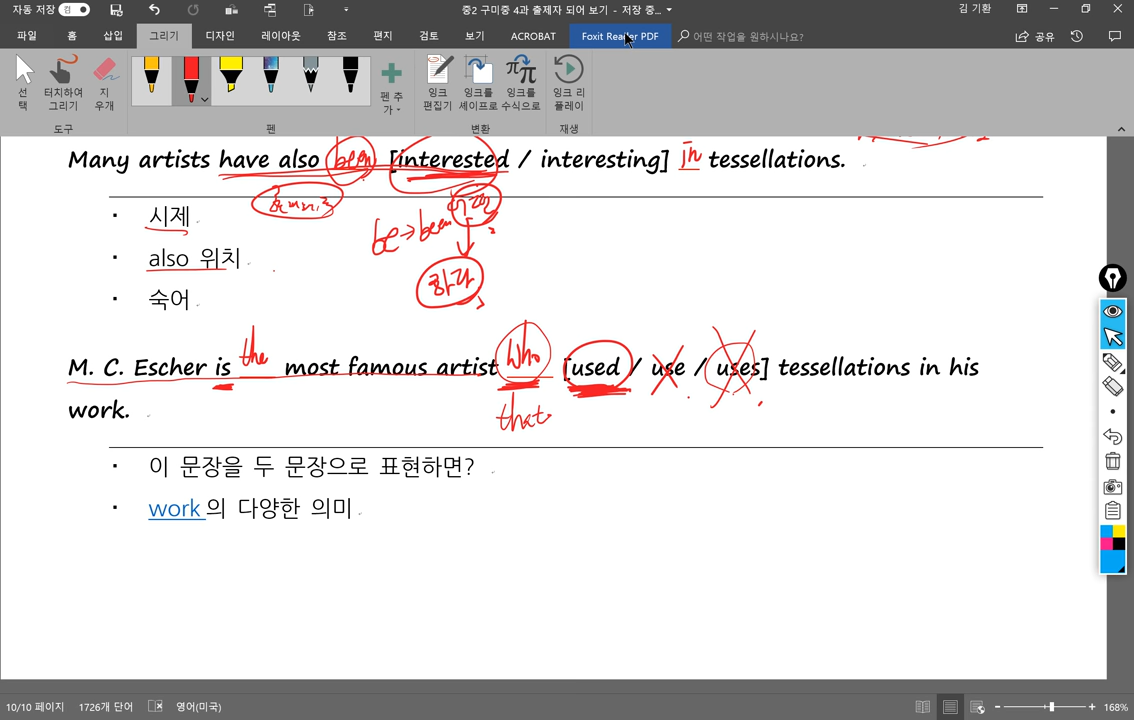 자동 저장 켬 중2 구미중 4과 출제자 되어 보기 - 저장 중... 김 기환
파일 홈 삽입 그리기 디자인 레이아웃 참조 편지 검토 보기 ACROBAT Foxit Reader PDF 어떤 작업을 원하시나요? 공유
선택 터치하여 그리기 지우개 펜 추가 잉크 편집기 잉크를 셰이프로 잉크를 수식으로 잉크 리플레이
도구 펜 변환 재생
Many artists have also been [interested / interesting] in tessellations.
· 시제
be → been
· also 위치
· 숙어
M. C. Escher is the most famous artist who [used / use / uses] tessellations in his
work.
that
· 이 문장을 두 문장으로 표현하면?
· work의 다양한 의미
10/10 페이지 1726개 단어 영어(미국) 168%